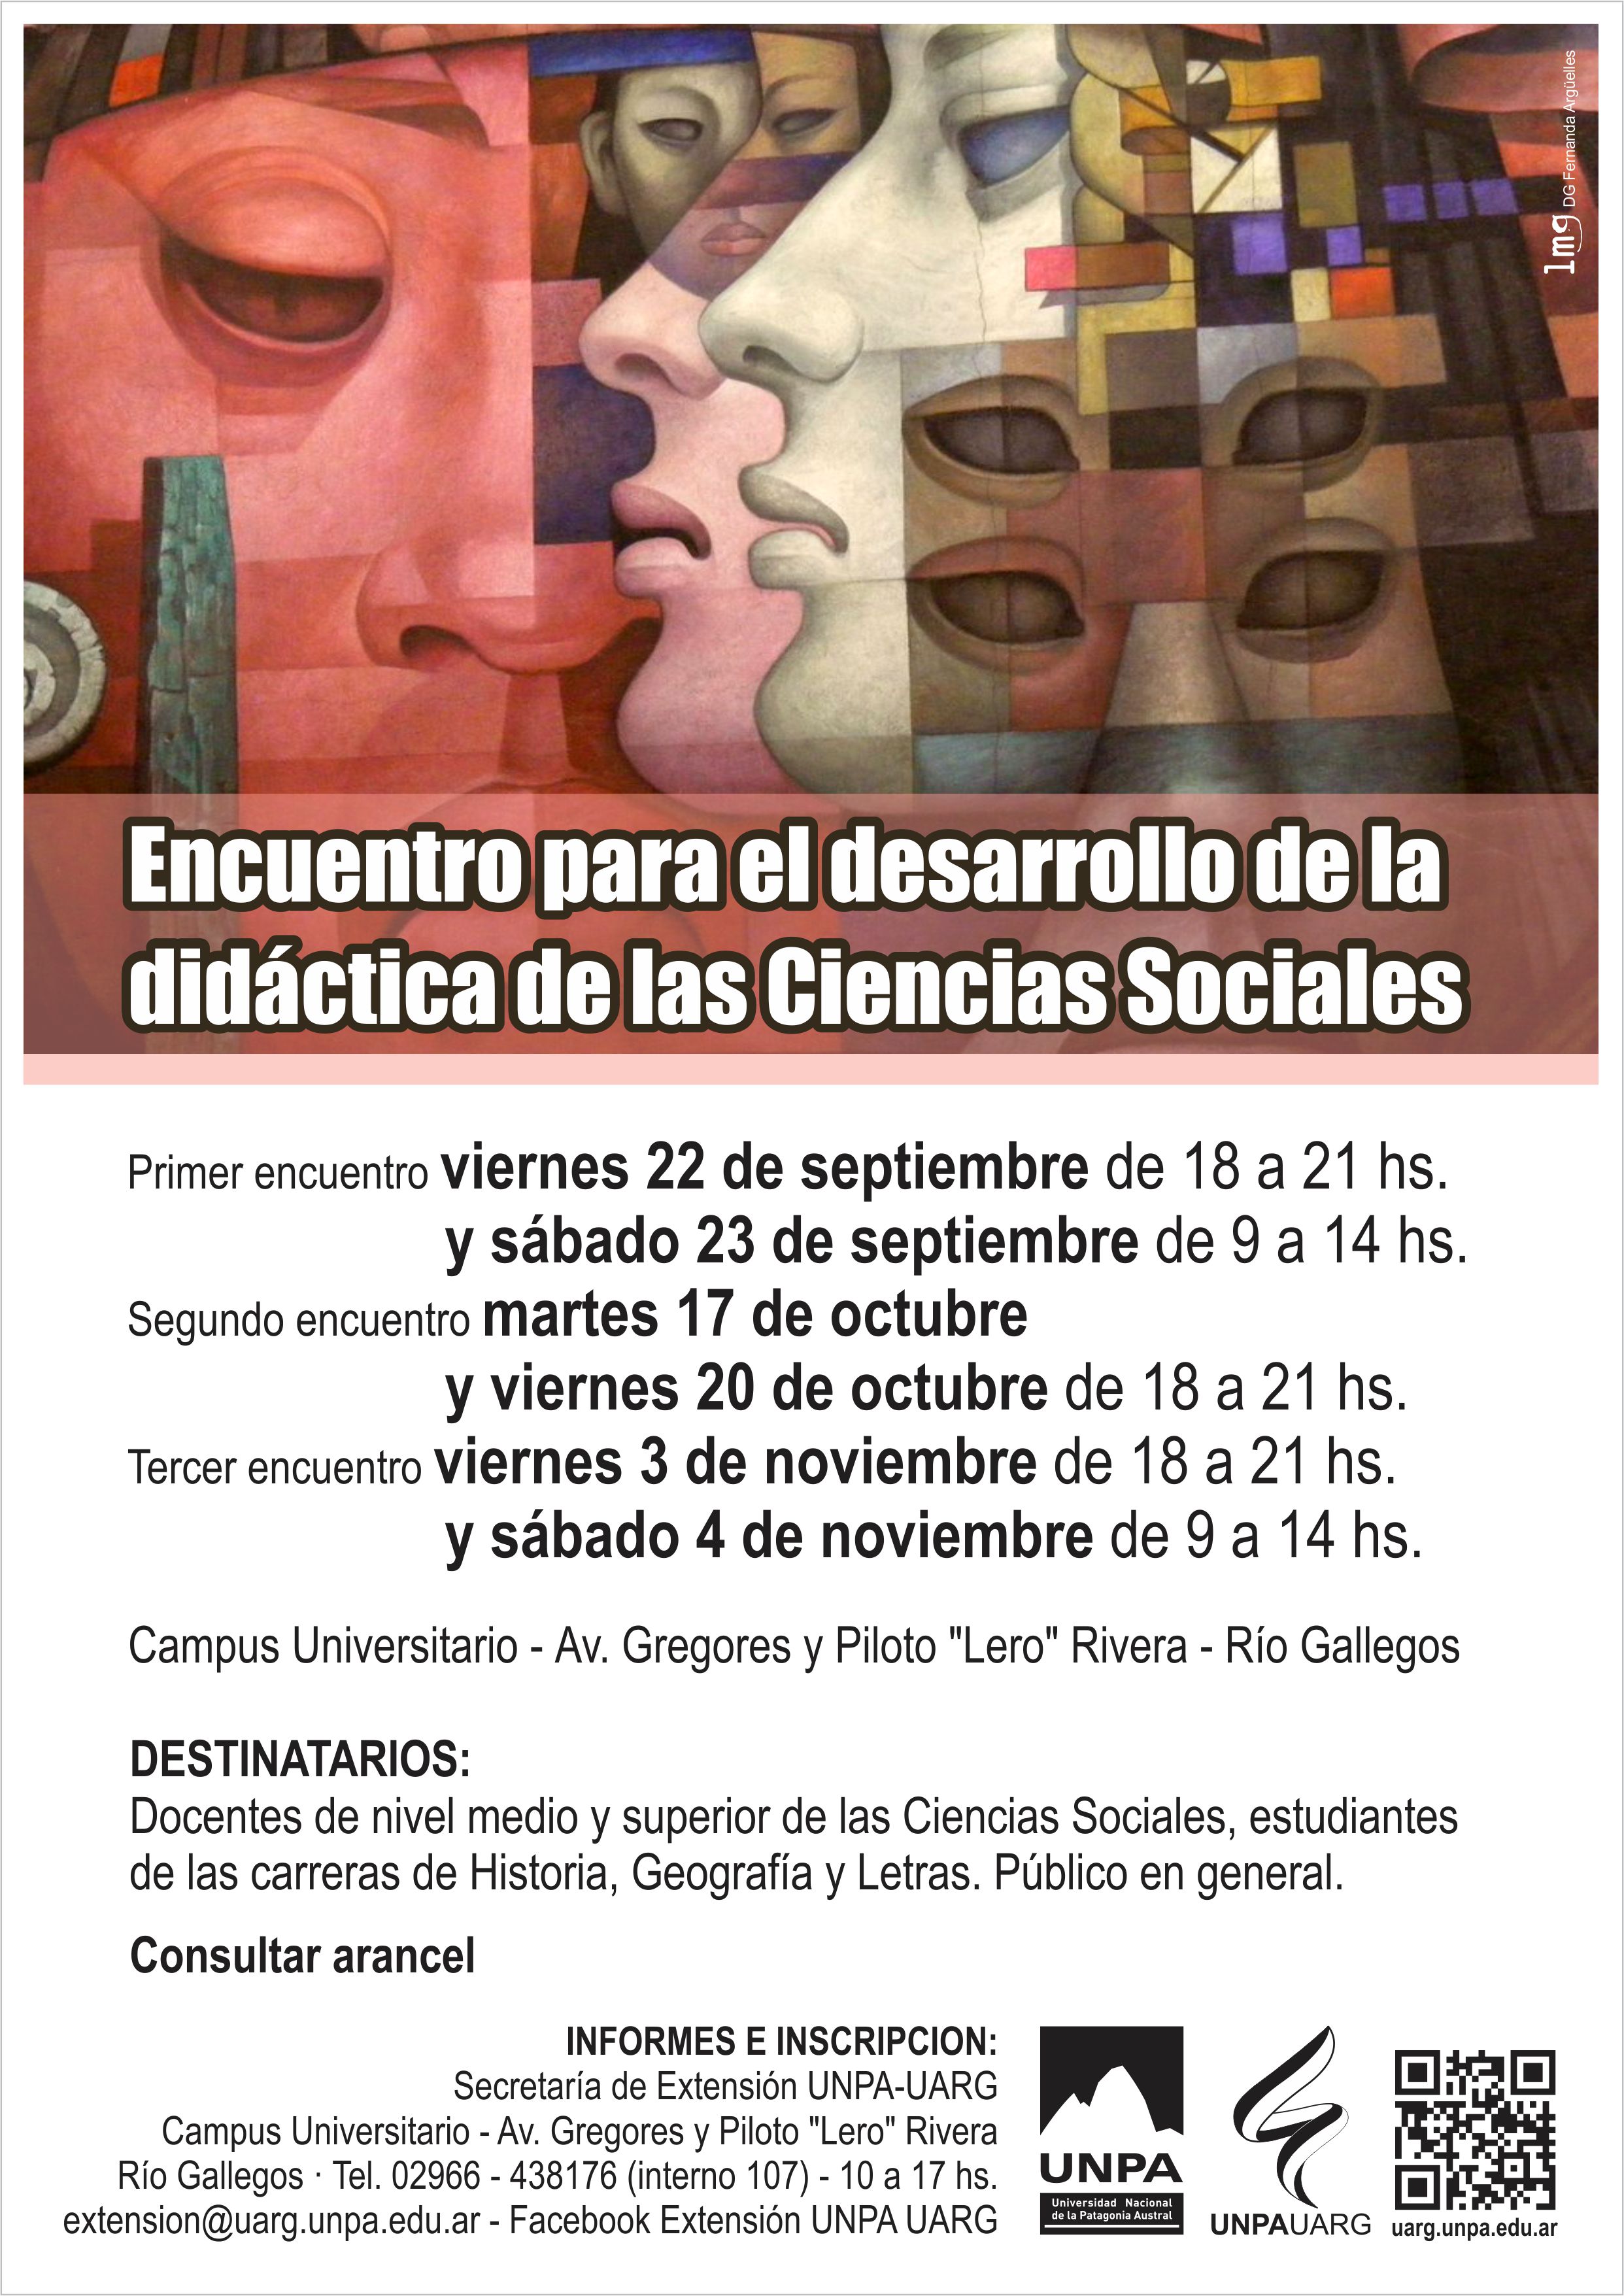 lmg DG Fernanda Argüelles
Encuentro para el desarrollo de la
didáctica de las Ciencias Sociales
Primer encuentro viernes 22 de septiembre de 18 a 21 hs.
y sábado 23 de septiembre de 9 a 14 hs.
Segundo encuentro martes 17 de octubre
y viernes 20 de octubre de 18 a 21 hs.
Tercer encuentro viernes 3 de noviembre de 18 a 21 hs.
y sábado 4 de noviembre de 9 a 14 hs.
Campus Universitario - Av. Gregores y Piloto "Lero" Rivera - Río Gallegos
DESTINATARIOS:
Docentes de nivel medio y superior de las Ciencias Sociales, estudiantes
de las carreras de Historia, Geografía y Letras. Público en general.
Consultar arancel
INFORMES E INSCRIPCION:
Secretaría de Extensión UNPA-UARG
Campus Universitario - Av. Gregores y Piloto "Lero" Rivera
Río Gallegos · Tel. 02966 - 438176 (interno 107) - 10 a 17 hs.
extension@uarg.unpa.edu.ar - Facebook Extensión UNPA UARG
UNPA
Universidad Nacional
de la Patagonia Austral
UNPAUARG
uarg.unpa.edu.ar